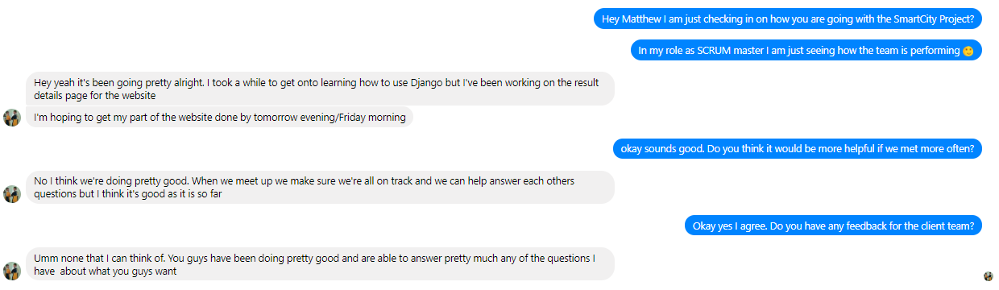 Hey Matthew I am just checking in on how you are going with the SmartCity Project?
In my role as SCRUM master I am just seeing how the team is performing 🙂
Hey yeah it's been going pretty alright. I took a while to get onto learning how to use Django but I've been working on the result
details page for the website
I'm hoping to get my part of the website done by tomorrow evening/Friday morning
okay sounds good. Do you think it would be more helpful if we met more often?
No I think we're doing pretty good. When we meet up we make sure we're all on track and we can help answer each others
questions but I think it's good as it is so far
Okay yes I agree. Do you have any feedback for the client team?
Umm none that I can think of. You guys have been doing pretty good and are able to answer pretty much any of the questions I
have  about what you guys want